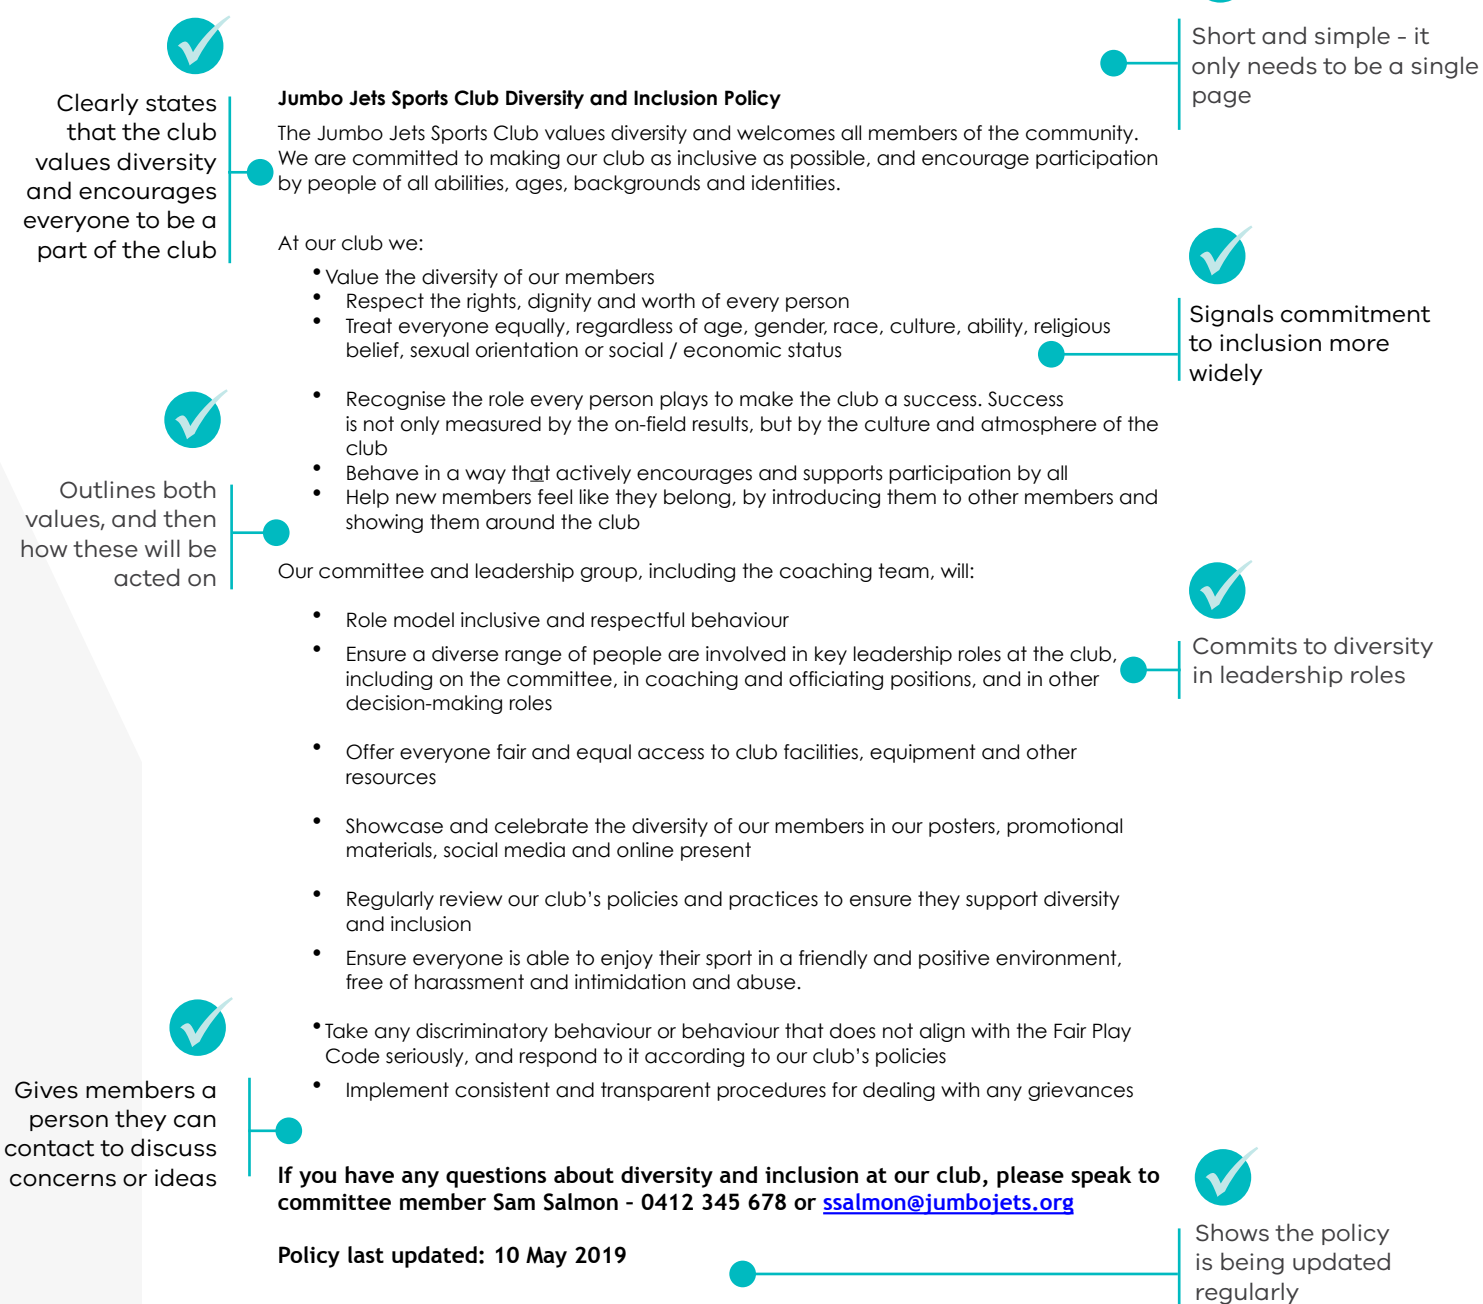 Short and simple - it
only needs to be a single
page
Clearly states
that the club
values diversity
and encourages
everyone to be a
part of the club
Jumbo Jets Sports Club Diversity and Inclusion Policy
The Jumbo Jets Sports Club values diversity and welcomes all members of the community.
We are committed to making our club as inclusive as possible, and encourage participation
by people of all abilities, ages, backgrounds and identities.
At our club we:
• Value the diversity of our members
• Respect the rights, dignity and worth of every person
• Treat everyone equally, regardless of age, gender, race, culture, ability, religious
belief, sexual orientation or social / economic status
Signals commitment
to inclusion more
widely
• Recognise the role every person plays to make the club a success. Success
is not only measured by the on-field results, but by the culture and atmosphere of the
club
• Behave in a way that actively encourages and supports participation by all
• Help new members feel like they belong, by introducing them to other members and
showing them around the club
Outlines both
values, and then
how these will be
acted on
Our committee and leadership group, including the coaching team, will:
• Role model inclusive and respectful behaviour
• Ensure a diverse range of people are involved in key leadership roles at the club,
including on the committee, in coaching and officiating positions, and in other
decision-making roles
Commits to diversity
in leadership roles
• Offer everyone fair and equal access to club facilities, equipment and other
resources
• Showcase and celebrate the diversity of our members in our posters, promotional
materials, social media and online present
• Regularly review our club's policies and practices to ensure they support diversity
and inclusion
• Ensure everyone is able to enjoy their sport in a friendly and positive environment,
free of harassment and intimidation and abuse.
• Take any discriminatory behaviour or behaviour that does not align with the Fair Play
Code seriously, and respond to it according to our club's policies
• Implement consistent and transparent procedures for dealing with any grievances
Gives members a
person they can
contact to discuss
concerns or ideas
If you have any questions about diversity and inclusion at our club, please speak to
committee member Sam Salmon – 0412 345 678 or ssalmon@jumbojets.org
Policy last updated: 10 May 2019
Shows the policy
is being updated
regularly